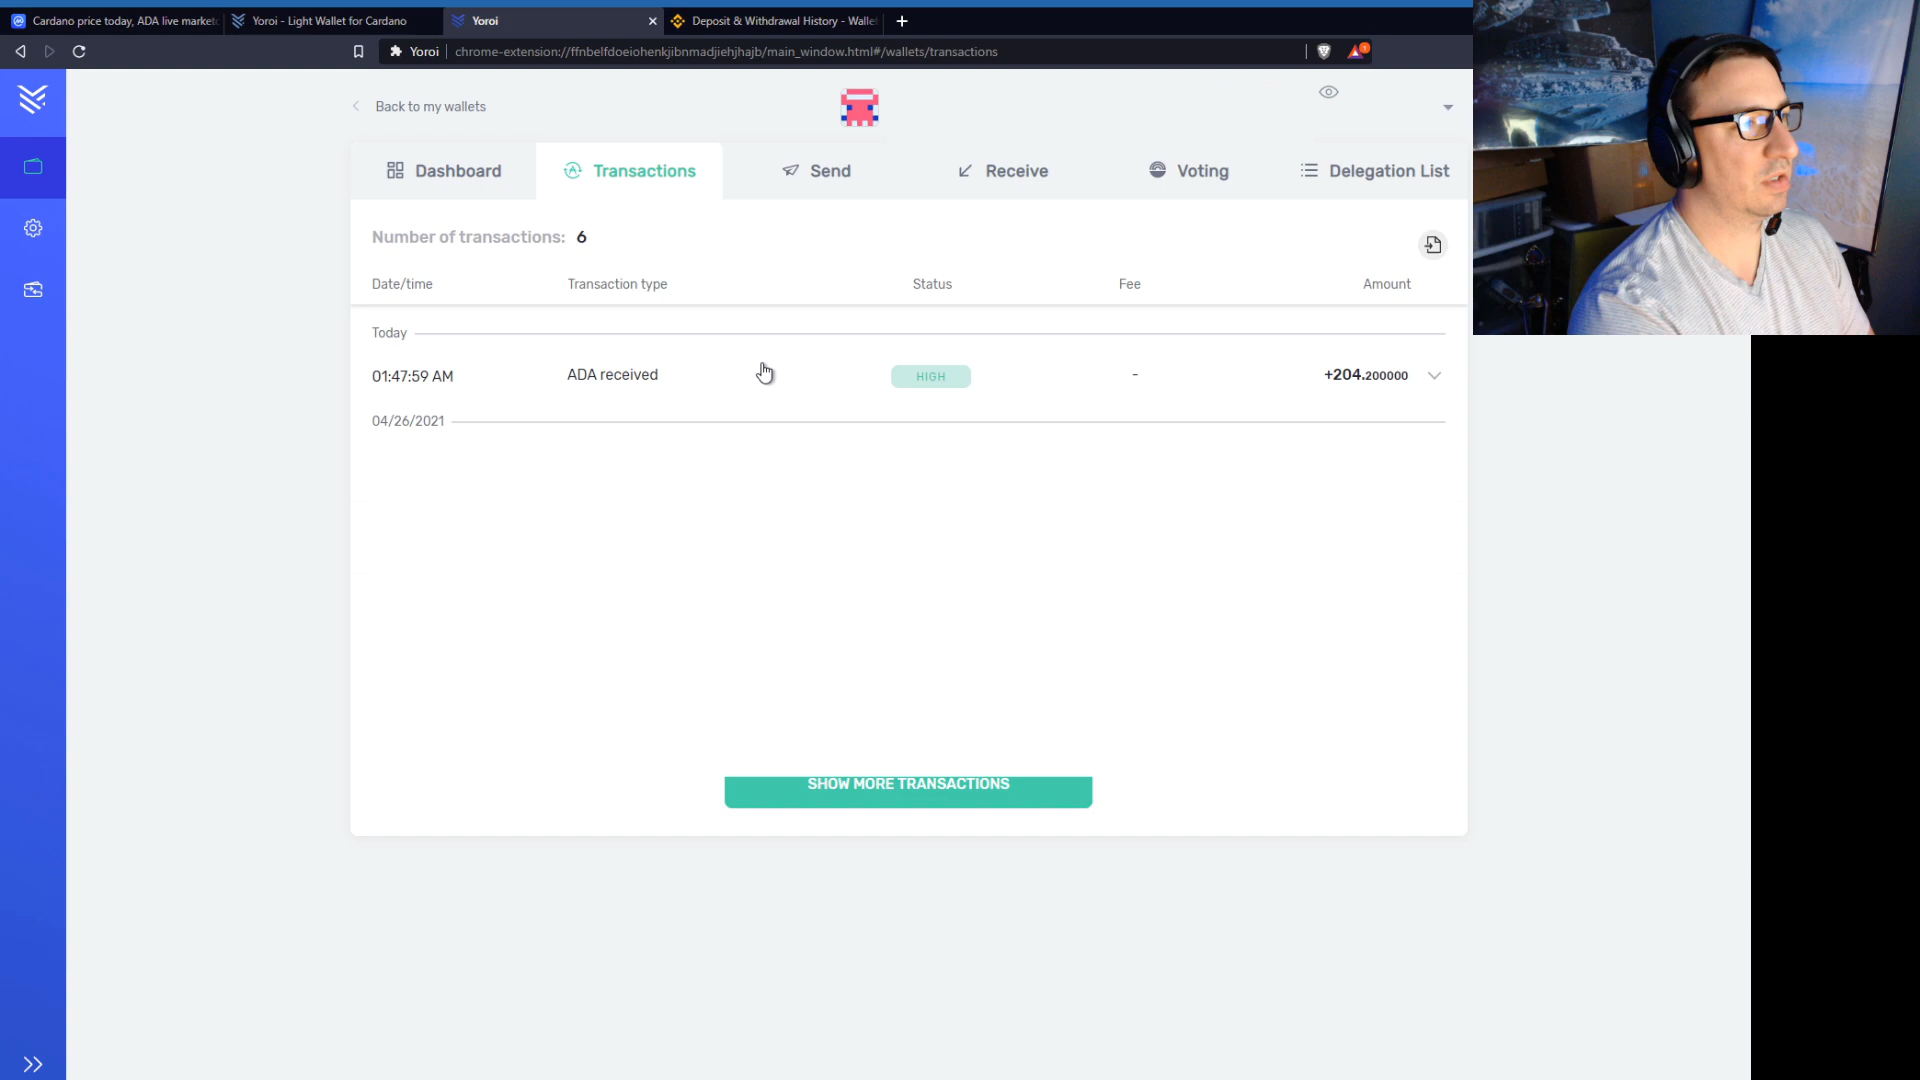 Cardano price today, ADA live market
Yoroi - Light Wallet for Cardano
Yoroi
Deposit & Withdrawal History - Walle
Yoroi
chrome-extension://ffnbelfdoeiohenkjibnmadjiehjhajb/main_window.html#/wallets/transactions
1
Back to my wallets
Dashboard
Transactions
Send
Receive
Voting
Delegation List
Number of transactions: 6
Date/time
Transaction type
Status
Fee
Amount
Today
01:47:59 AM
ADA received
HIGH
-
+204.200000
04/26/2021
SHOW MORE TRANSACTIONS